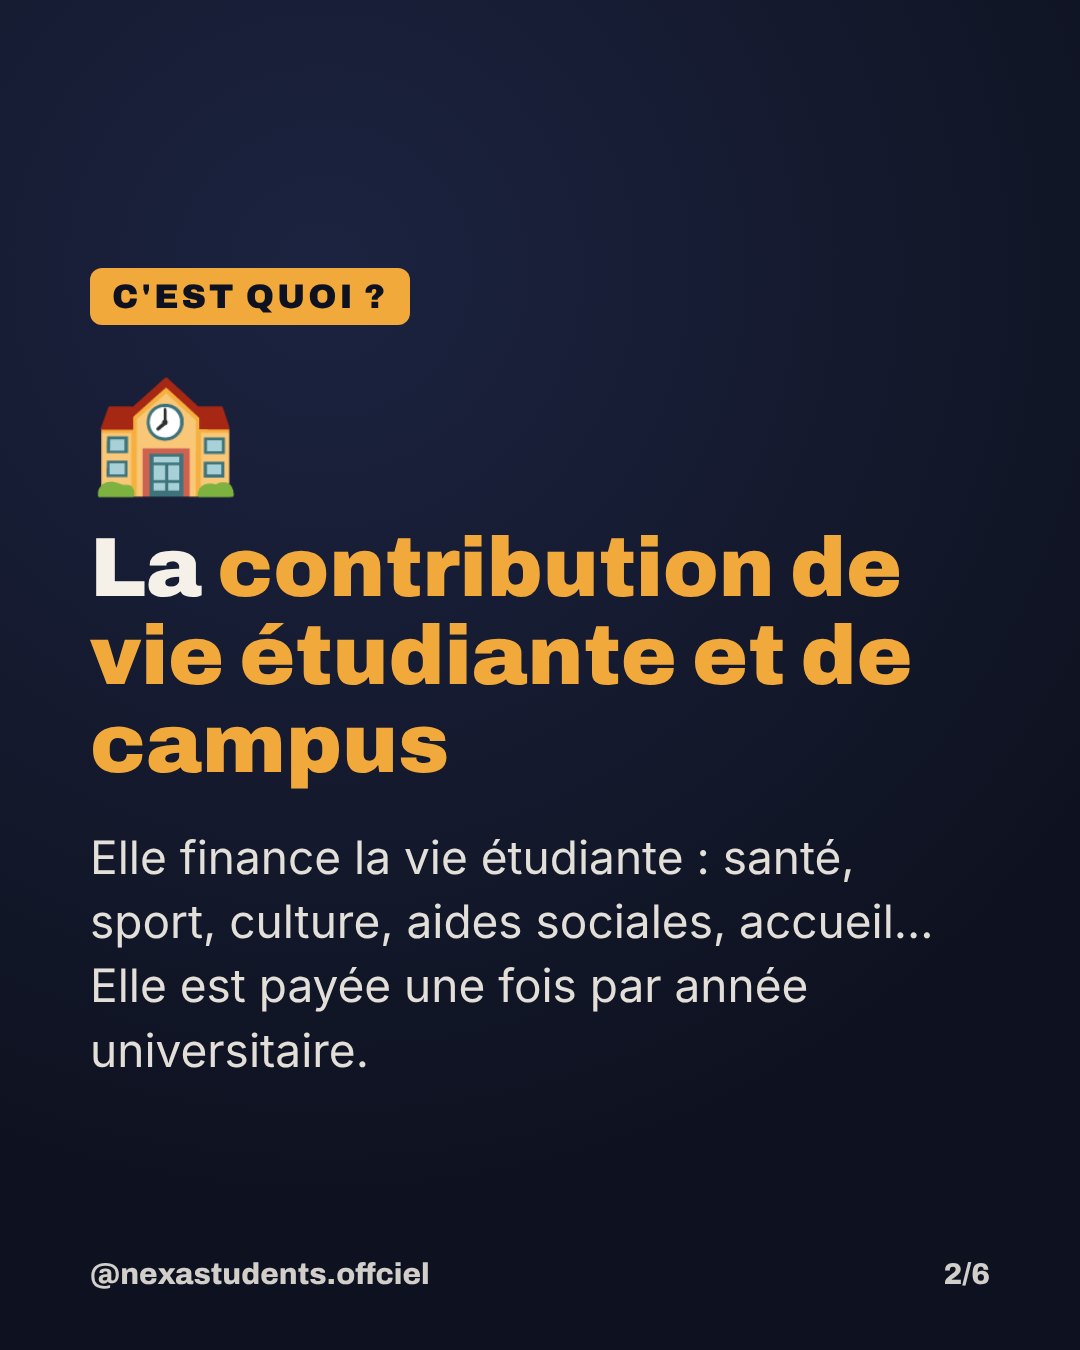 C'EST QUOI ?
La contribution de
vie étudiante et de
campus
Elle finance la vie étudiante : santé,
sport, culture, aides sociales, accueil…
Elle est payée une fois par année
universitaire.
@nexastudents.offciel
2/6